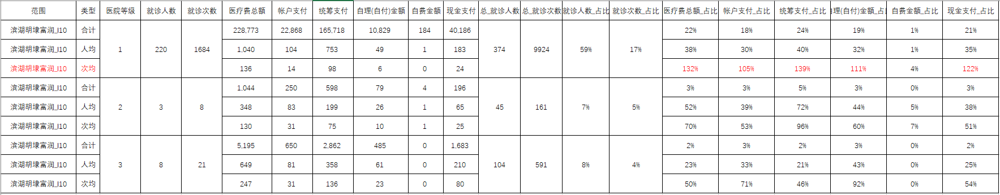 范围 类型 医院等级 就诊人数 就诊次数 医疗费总额 帐户支付 统筹支付 自理(自付)金额 自费金额 现金支付 总_就诊人数 总_就诊次数 就诊人数_占比 就诊次数_占比 医疗费总额_占比 帐户支付_占比 统筹支付_占比 自理(自付)金额_占 自费金额_占比 现金支付_占比
滨湖胡埭富润_I10 合计 228,773 22,868 165,718 10,829 184 40,186 22% 18% 24% 19% 1% 21%
滨湖胡埭富润_I10 人均 1 220 1684 1,040 104 753 49 1 183 374 9924 59% 17% 38% 30% 40% 32% 1% 35%
滨湖胡埭富润_I10 次均 136 14 98 6 0 24 132% 105% 139% 111% 4% 122%
滨湖胡埭富润_I10 合计 1,044 250 598 79 4 196 3% 3% 5% 3% 0% 3%
滨湖胡埭富润_I10 人均 2 3 8 348 83 199 26 1 65 45 161 7% 5% 52% 39% 72% 44% 5% 38%
滨湖胡埭富润_I10 次均 130 31 75 10 1 25 70% 53% 96% 60% 7% 51%
滨湖胡埭富润_I10 合计 5,195 650 2,862 485 0 1,683 2% 3% 2% 3% 0% 2%
滨湖胡埭富润_I10 人均 3 8 21 649 81 358 61 0 210 104 591 8% 4% 23% 33% 21% 43% 0% 25%
滨湖胡埭富润_I10 次均 247 31 136 23 0 80 50% 71% 46% 92% 0% 54%